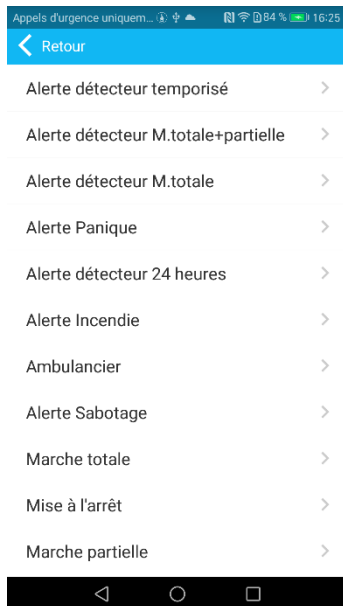 Appels d'urgence uniquem... 84 % 16:25
Retour
Alerte détecteur temporisé
Alerte détecteur M.totale+partielle
Alerte détecteur M.totale
Alerte Panique
Alerte détecteur 24 heures
Alerte Incendie
Ambulancier
Alerte Sabotage
Marche totale
Mise à l'arrêt
Marche partielle